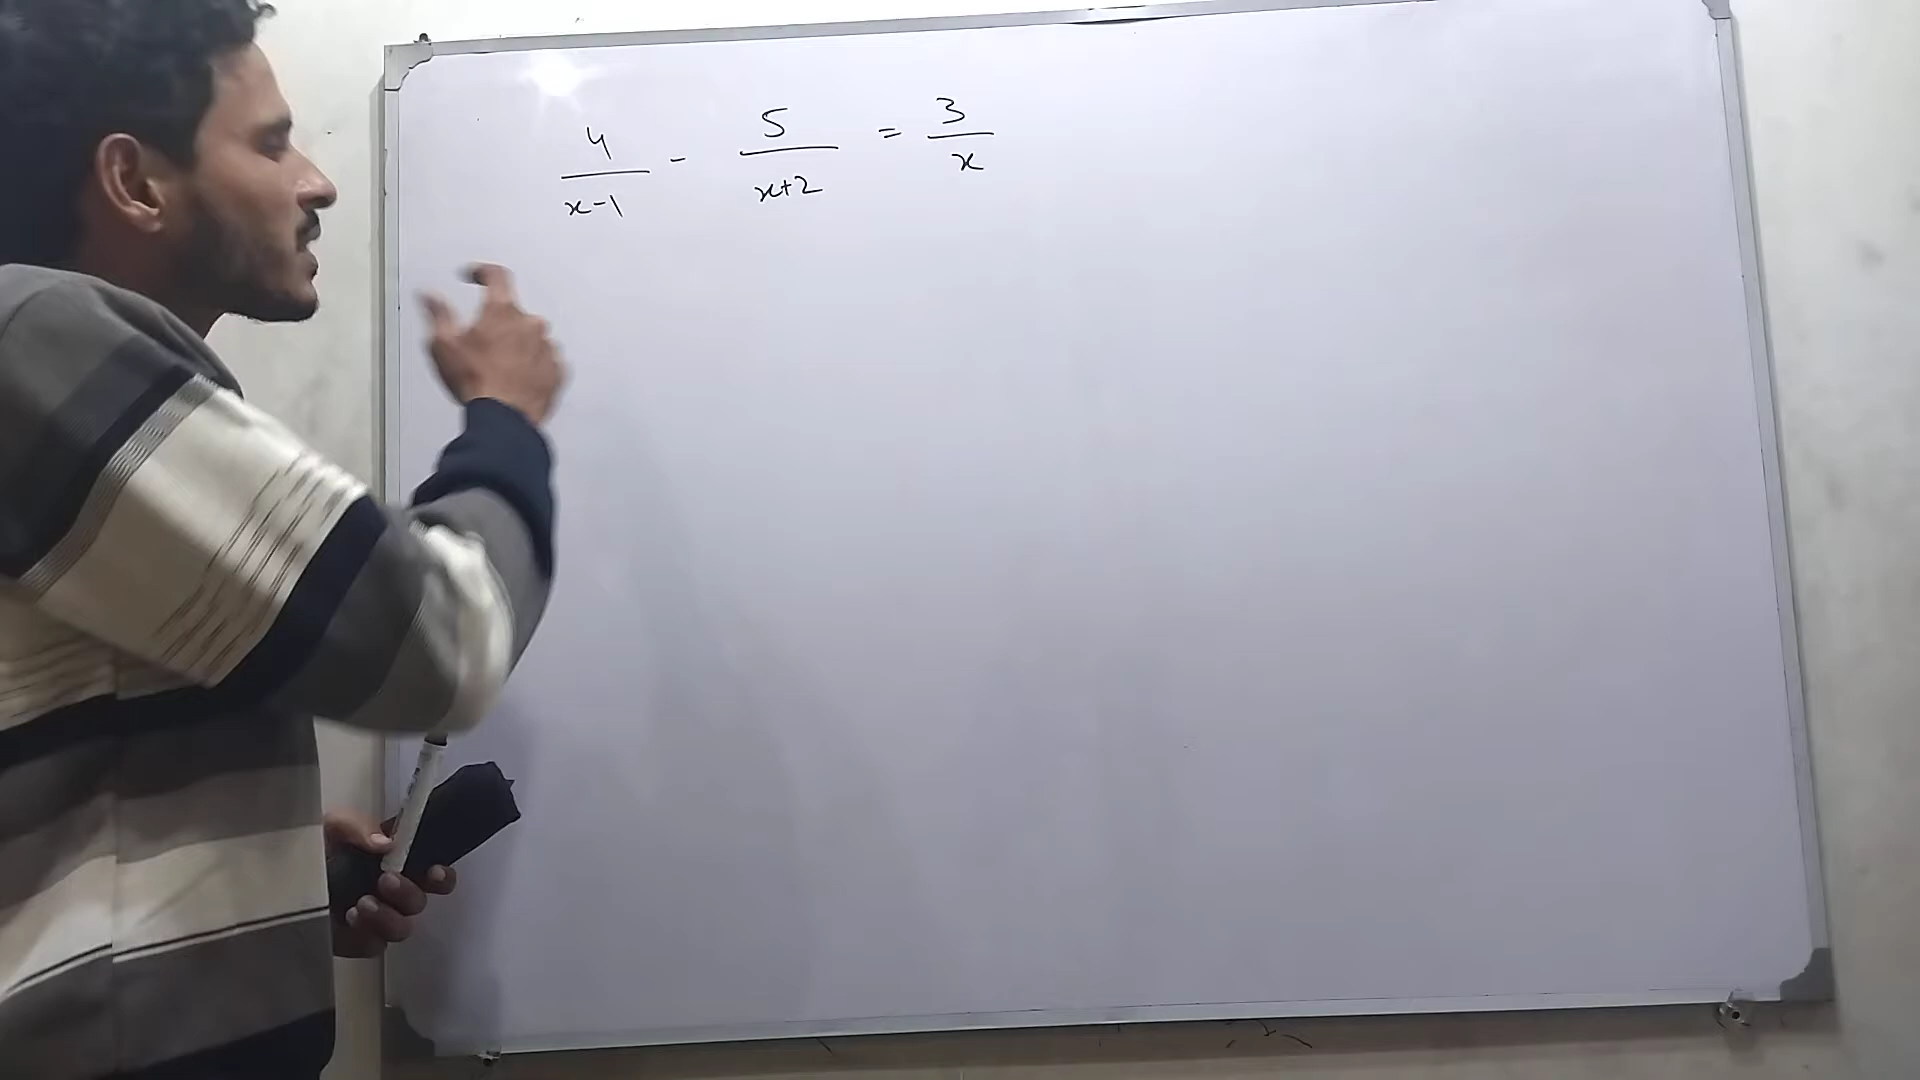 4/(x-1) - 5/(x+2) = 3/x